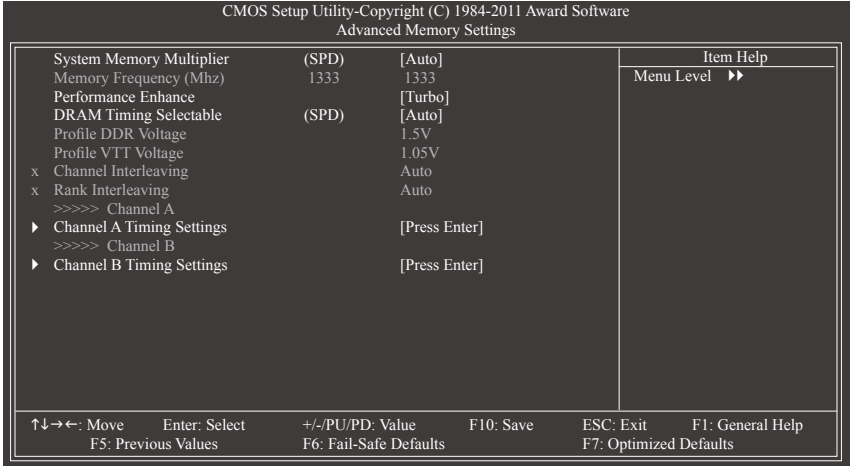 CMOS Setup Utility-Copyright (C) 1984-2011 Award Software
Advanced Memory Settings
System Memory Multiplier (SPD) [Auto]
Memory Frequency (Mhz) 1333 1333
Performance Enhance [Turbo]
DRAM Timing Selectable (SPD) [Auto]
Profile DDR Voltage 1.5V
Profile VTT Voltage 1.05V
x Channel Interleaving Auto
x Rank Interleaving Auto
>>>>> Channel A
Channel A Timing Settings [Press Enter]
>>>>> Channel B
Channel B Timing Settings [Press Enter]
Item Help
Menu Level
↑↓→←: Move Enter: Select +/-/PU/PD: Value F10: Save ESC: Exit F1: General Help
F5: Previous Values F6: Fail-Safe Defaults F7: Optimized Defaults